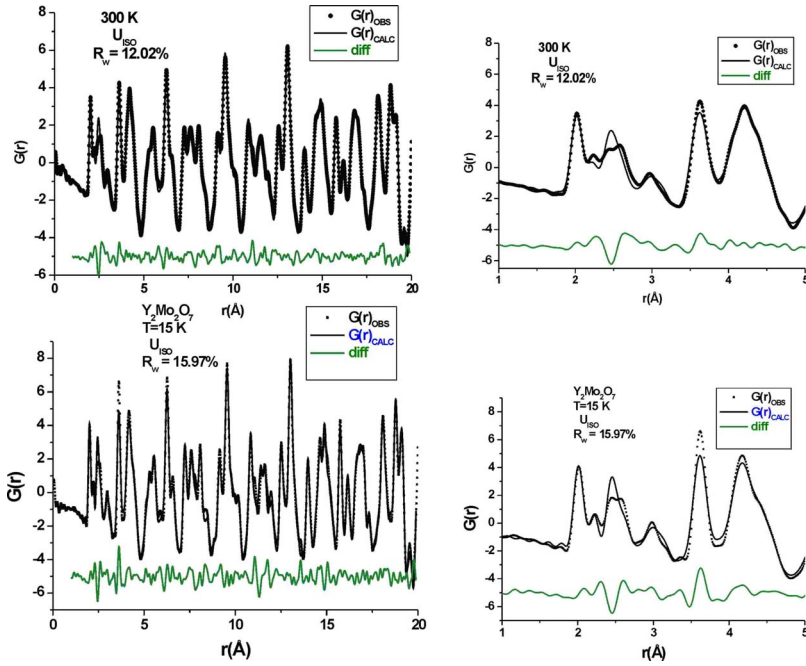 300 K
U_ISO
R_w = 12.02%
G(r)_OBS
G(r)_CALC
diff
8
6
4
2
0
-2
-4
-6
G(r)
0 5 10 15 20
r(Å)
300 K
U_ISO
R_w = 12.02%
G(r)_OBS
G(r)_CALC
diff
8
6
4
2
0
-2
-4
-6
G(r)
1 2 3 4 5
r(Å)
Y_2Mo_2O_7
T=15 K
U_ISO
R_w = 15.97%
G(r)_OBS
G(r)_CALC
diff
8
6
4
2
0
-2
-4
-6
G(r)
0 5 10 15 20
r(Å)
Y_2Mo_2O_7
T=15 K
U_ISO
R_w = 15.97%
G(r)_OBS
G(r)_CALC
diff
8
6
4
2
0
-2
-4
-6
G(r)
1 2 3 4 5
r(Å)